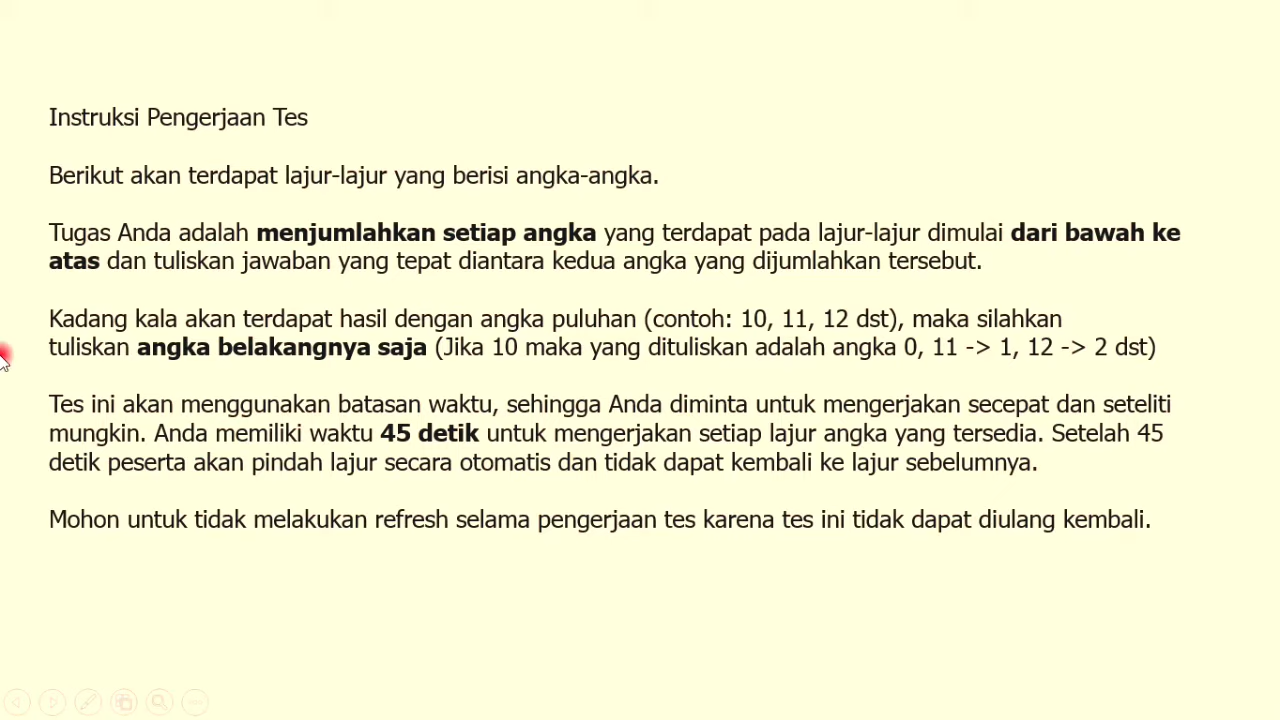 Instruksi Pengerjaan Tes
Berikut akan terdapat lajur-lajur yang berisi angka-angka.
Tugas Anda adalah menjumlahkan setiap angka yang terdapat pada lajur-lajur dimulai dari bawah ke
atas dan tuliskan jawaban yang tepat diantara kedua angka yang dijumlahkan tersebut.
Kadang kala akan terdapat hasil dengan angka puluhan (contoh: 10, 11, 12 dst), maka silahkan
tuliskan angka belakangnya saja (Jika 10 maka yang dituliskan adalah angka 0, 11 -> 1, 12 -> 2 dst)
Tes ini akan menggunakan batasan waktu, sehingga Anda diminta untuk mengerjakan secepat dan seteliti
mungkin. Anda memiliki waktu 45 detik untuk mengerjakan setiap lajur angka yang tersedia. Setelah 45
detik peserta akan pindah lajur secara otomatis dan tidak dapat kembali ke lajur sebelumnya.
Mohon untuk tidak melakukan refresh selama pengerjaan tes karena tes ini tidak dapat diulang kembali.